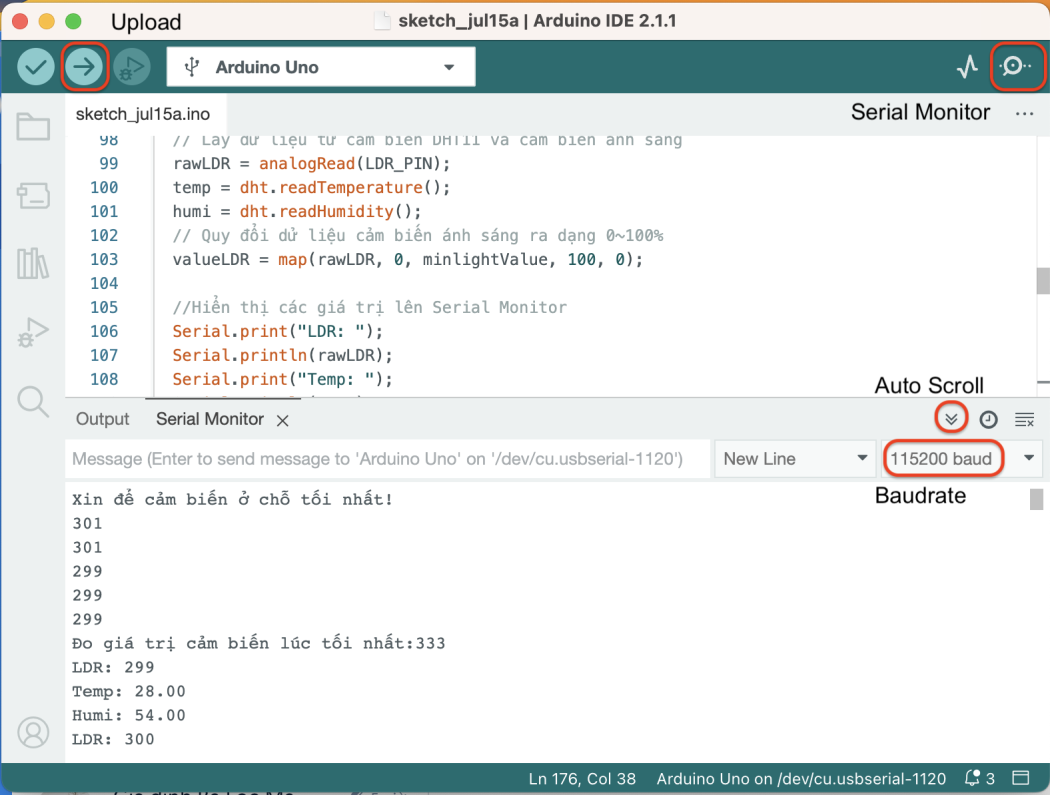 Upload
sketch_jul15a | Arduino IDE 2.1.1
Arduino Uno
sketch_jul15a.ino
Serial Monitor
98 // Lấy dữ liệu từ cảm biến DHT11 và cảm biến ánh sáng
99 rawLDR = analogRead(LDR_PIN);
100 temp = dht.readTemperature();
101 humi = dht.readHumidity();
102 // Quy đổi dử liệu cảm biến ánh sáng ra dạng 0~100%
103 valueLDR = map(rawLDR, 0, minlightValue, 100, 0);
104
105 //Hiển thị các giá trị lên Serial Monitor
106 Serial.print("LDR: ");
107 Serial.println(rawLDR);
108 Serial.print("Temp: ");
Auto Scroll
Output Serial Monitor
Message (Enter to send message to 'Arduino Uno' on '/dev/cu.usbserial-1120')
New Line
115200 baud
Baudrate
Xin để cảm biến ở chỗ tối nhất!
301
301
299
299
299
Đo giá trị cảm biến lúc tối nhất:333
LDR: 299
Temp: 28.00
Humi: 54.00
LDR: 300
Ln 176, Col 38 Arduino Uno on /dev/cu.usbserial-1120 3